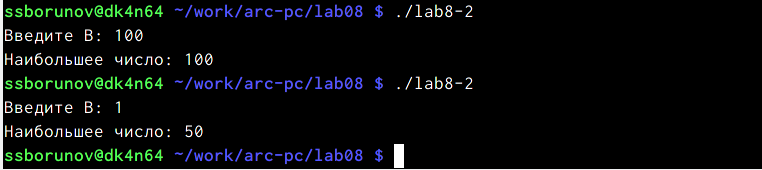 ssborunov@dk4n64 ~/work/arc-pc/lab08 $ ./lab8-2
Введите B: 100
Наибольшее число: 100
ssborunov@dk4n64 ~/work/arc-pc/lab08 $ ./lab8-2
Введите B: 1
Наибольшее число: 50
ssborunov@dk4n64 ~/work/arc-pc/lab08 $